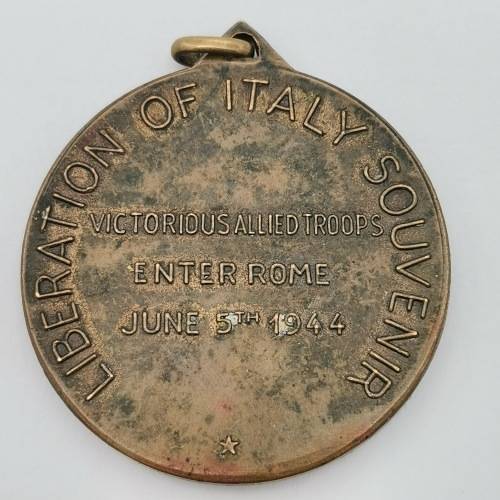 LIBERATION OF ITALY SOUVENIR
VICTORIOUS ALLIED TROOPS
ENTER ROME
JUNE 5TH 1944